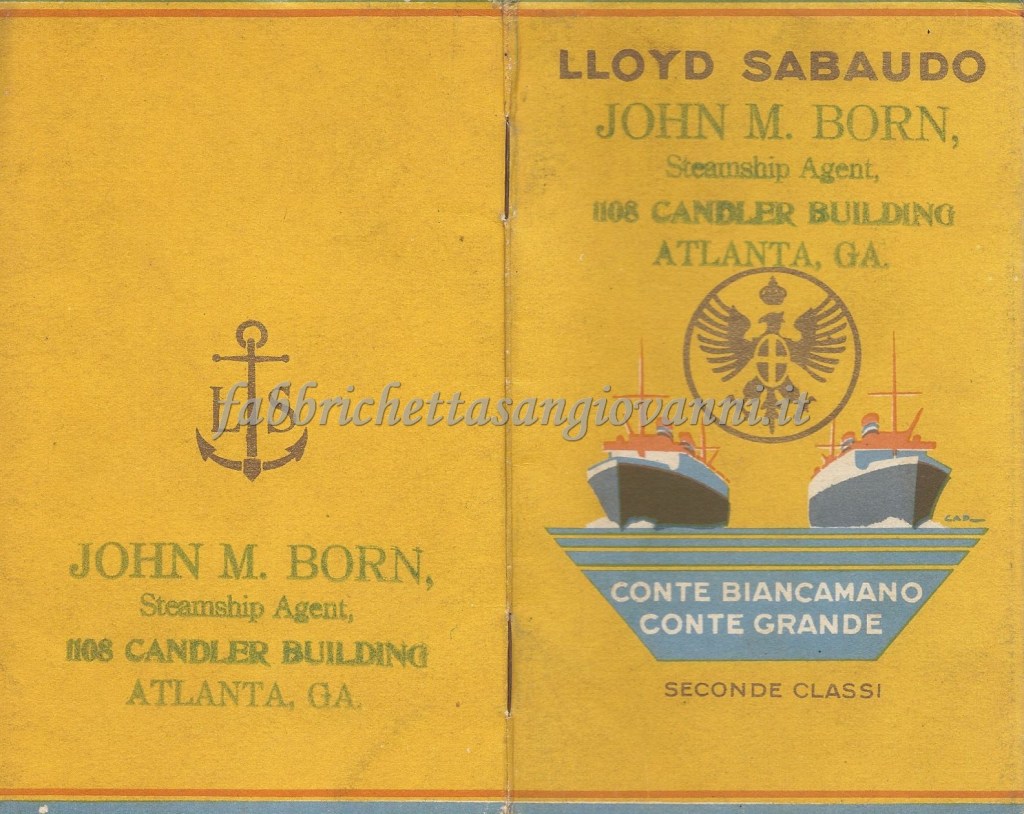 LLOYD SABAUDO
JOHN M. BORN,
Steamship Agent,
1108 CANDLER BUILDING
ATLANTA, GA.
CONTE BIANCAMANO
CONTE GRANDE
SECONDE CLASSI
CAD
L S
fabbrichettasangiovanni.it
JOHN M. BORN,
Steamship Agent,
1108 CANDLER BUILDING
ATLANTA, GA.